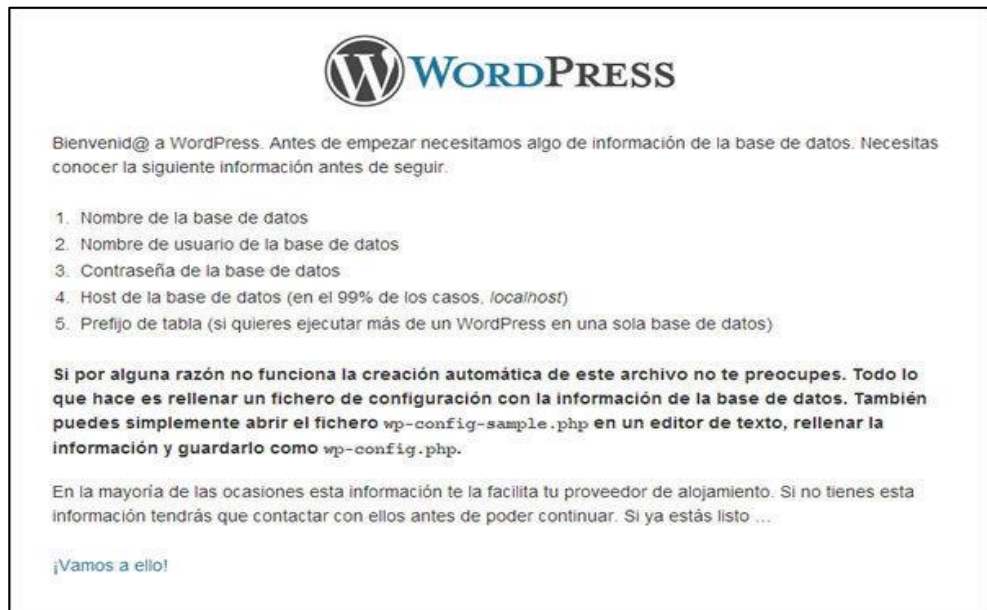 WORDPRESS
Bienvenid@ a WordPress. Antes de empezar necesitamos algo de información de la base de datos. Necesitas
conocer la siguiente información antes de seguir.
1. Nombre de la base de datos
2. Nombre de usuario de la base de datos
3. Contraseña de la base de datos
4. Host de la base de datos (en el 99% de los casos, localhost)
5. Prefijo de tabla (si quieres ejecutar más de un WordPress en una sola base de datos)
Si por alguna razón no funciona la creación automática de este archivo no te preocupes. Todo lo
que hace es rellenar un fichero de configuración con la información de la base de datos. También
puedes simplemente abrir el fichero wp-config-sample.php en un editor de texto, rellenar la
información y guardarlo como wp-config.php.
En la mayoría de las ocasiones esta información te la facilita tu proveedor de alojamiento. Si no tienes esta
información tendrás que contactar con ellos antes de poder continuar. Si ya estás listo ...
¡Vamos a ello!